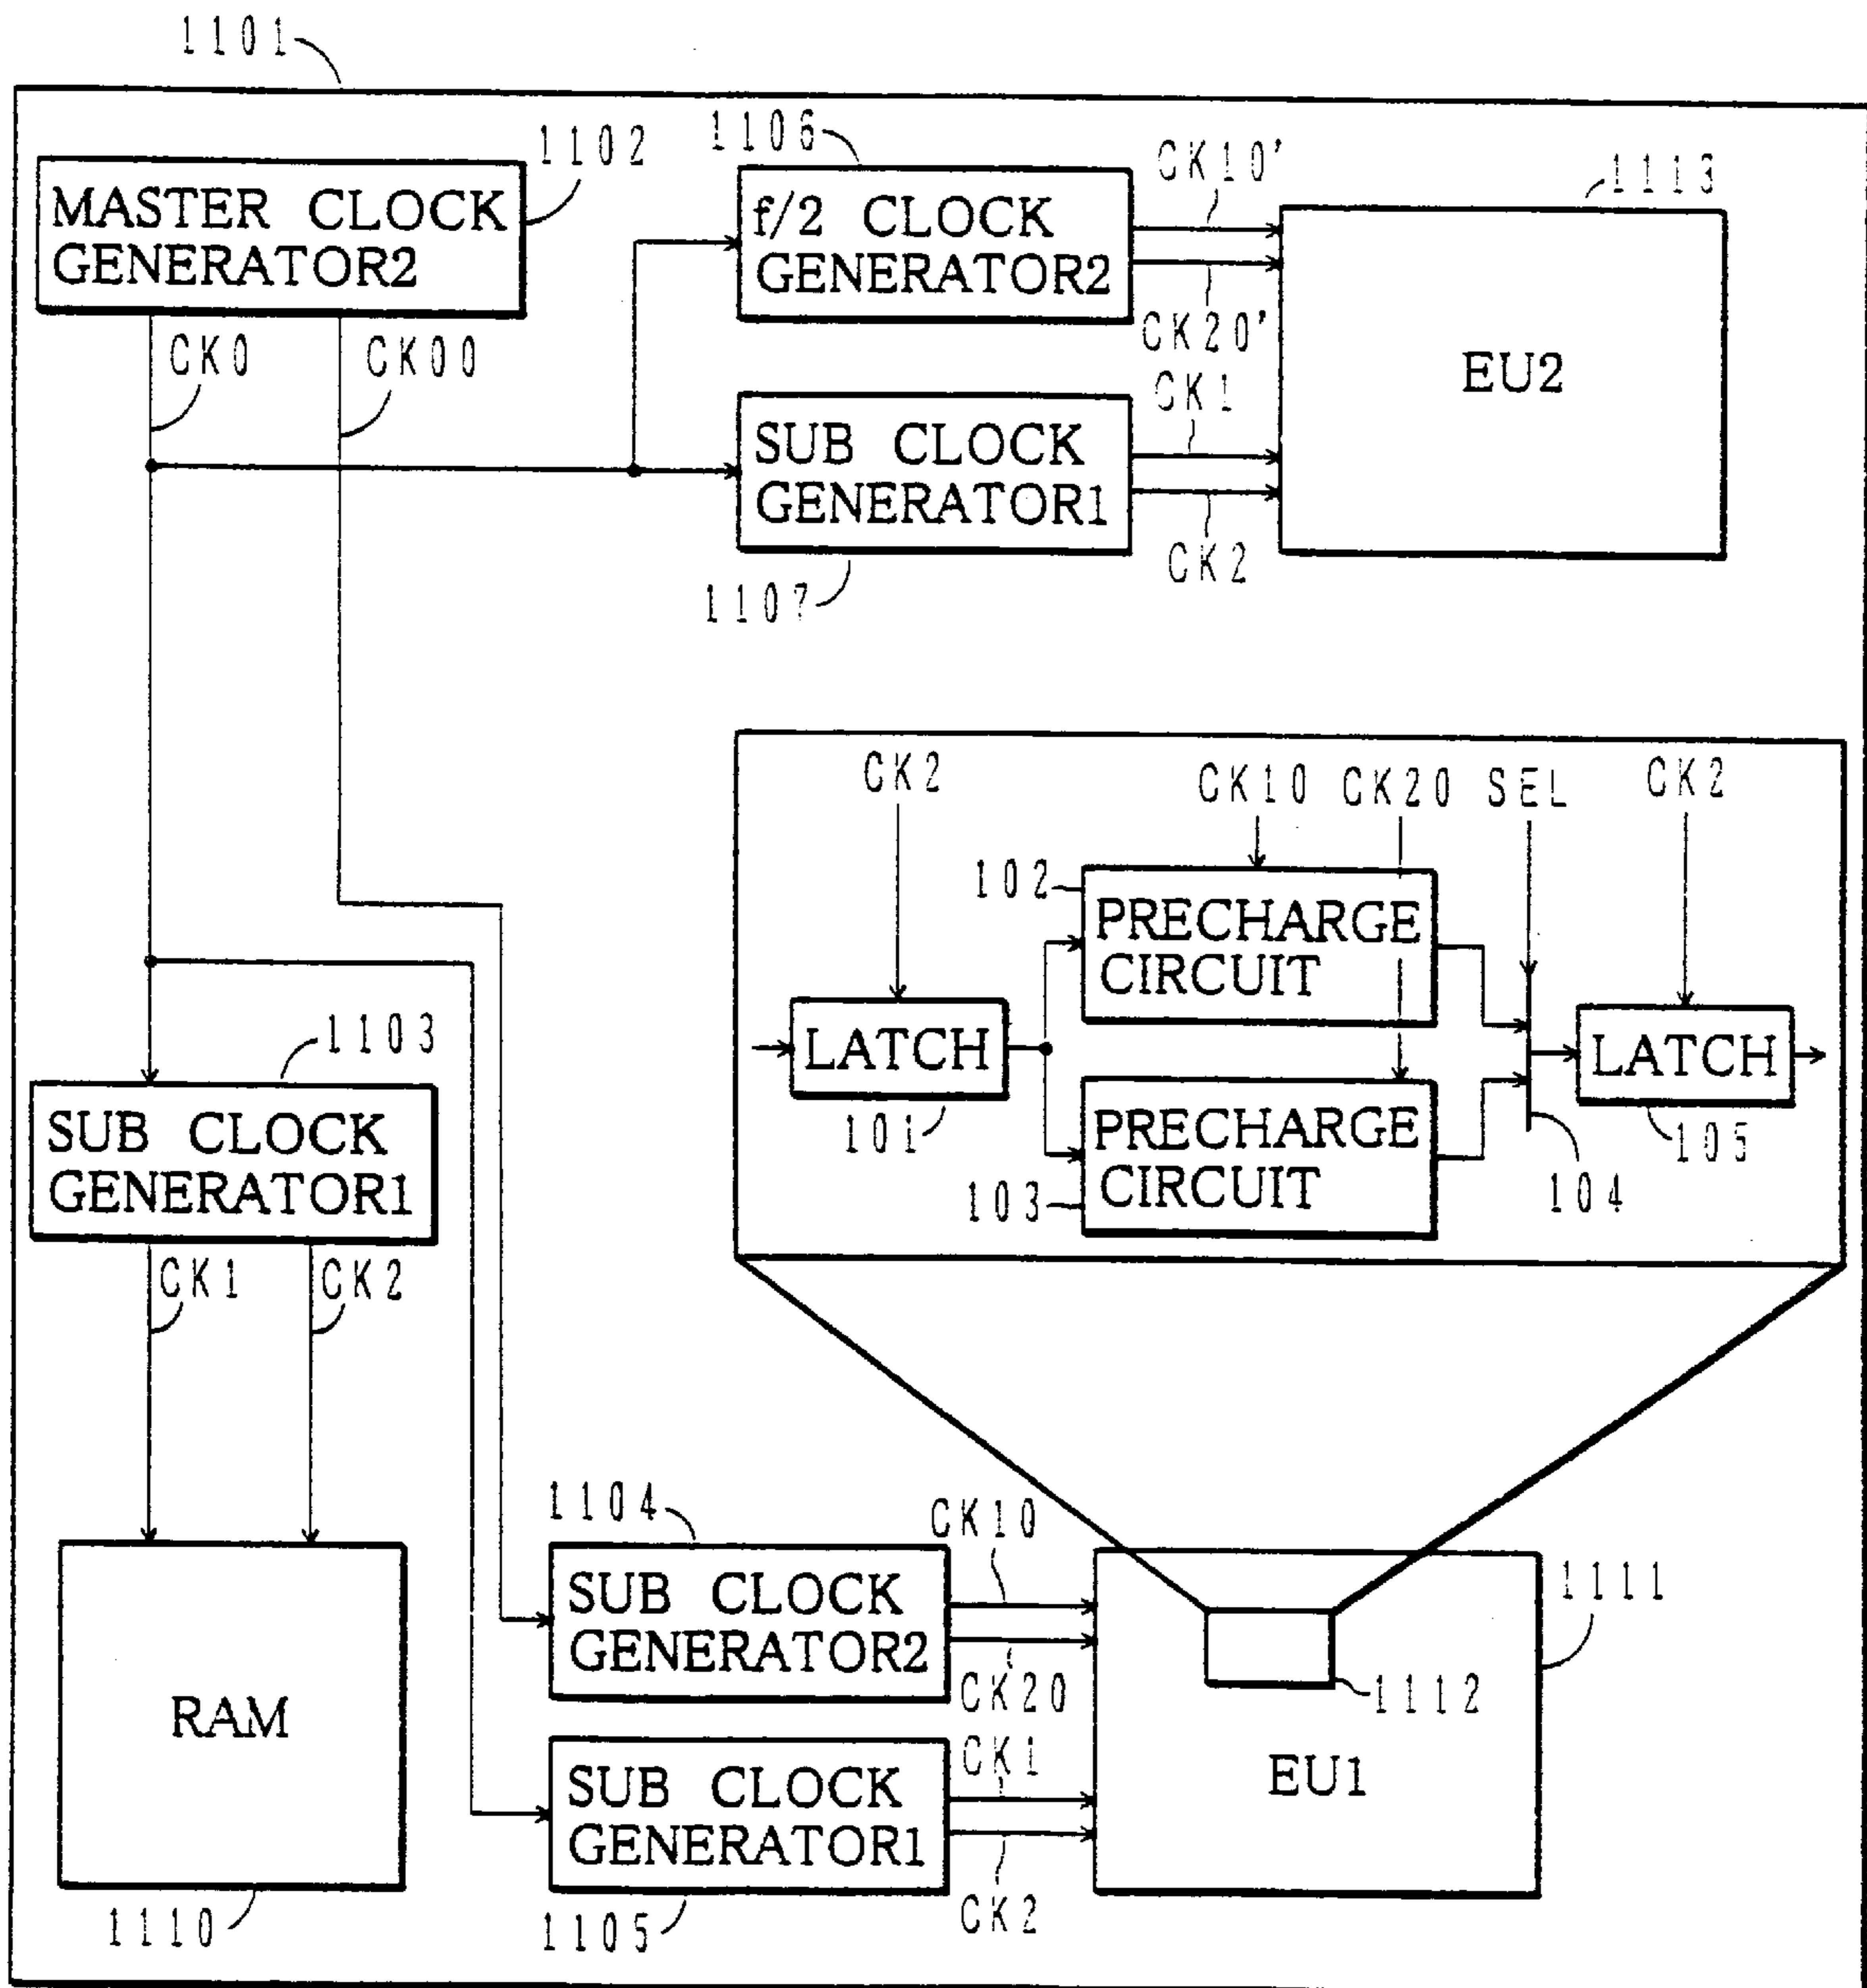 1101
1102
MASTER CLOCK
GENERATOR2
CK0
CK00
1106
f/2 CLOCK
GENERATOR2
CK10'
CK20'
1113
EU2
SUB CLOCK
GENERATOR1
CK1
CK2
1107
CK2
CK10
CK20
SEL
CK2
102
PRECHARGE
CIRCUIT
LATCH
101
103
PRECHARGE
CIRCUIT
104
LATCH
105
1103
SUB CLOCK
GENERATOR1
CK1
CK2
RAM
1110
1104
SUB CLOCK
GENERATOR2
CK10
CK20
SUB CLOCK
GENERATOR1
1105
CK1
CK2
1111
1112
EU1